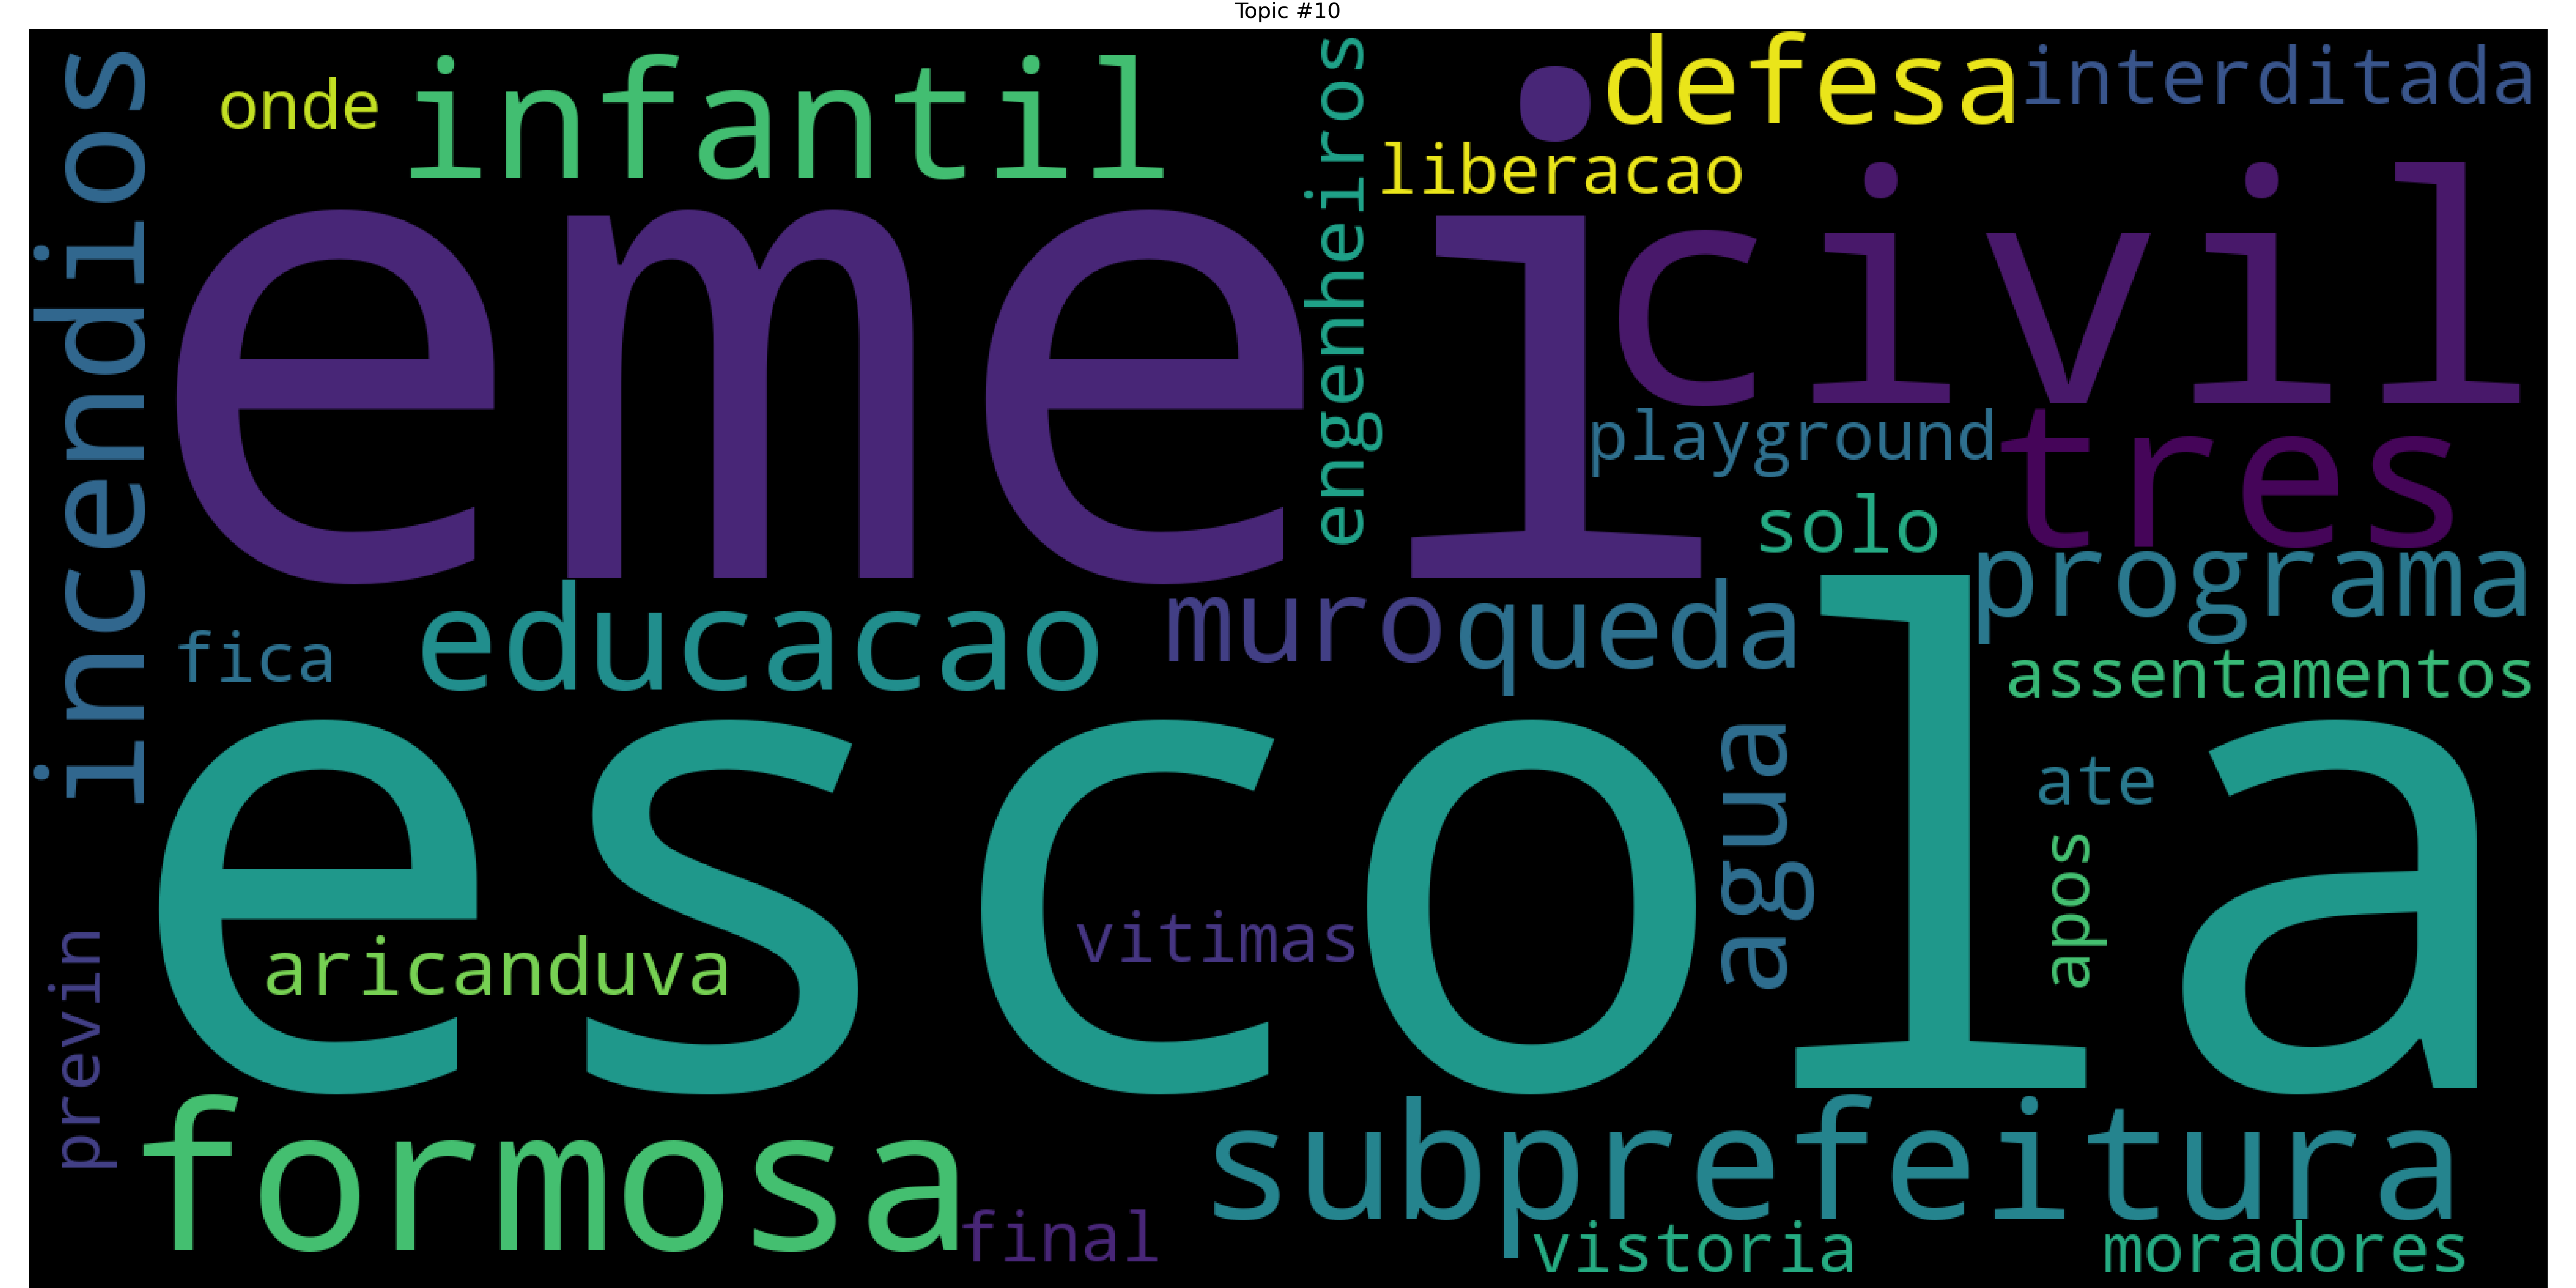 Topic #10
incendios
onde
infantil
engenheiros
defesa
interditada
liberacao
emei
civil
playground
tres
solo
programa
fica
educacao
muro
queda
assentamentos
escola
agua
ate
apos
vitimas
aricanduva
previn
formosa
subprefeitura
final
vistoria
moradores